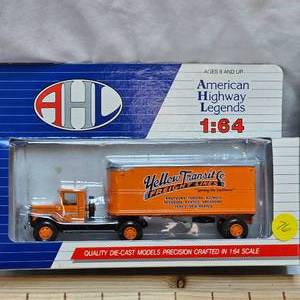 AHL
AGES 8 AND UP
American
Highway
Legends
1:64
Yellow Transit Co.
FREIGHT LINES
QUALITY DIE-CAST MODELS PRECISION CRAFTED IN 1:64 SCALE